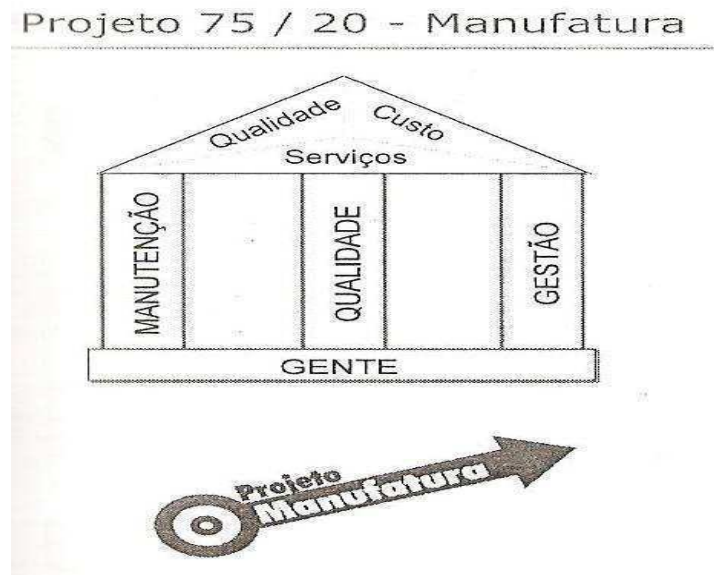 Projeto 75 / 20 - Manufatura
Qualidade
Custo
Serviços
MANUTENÇÃO
QUALIDADE
GESTÃO
GENTE
Projeto
Manufatura